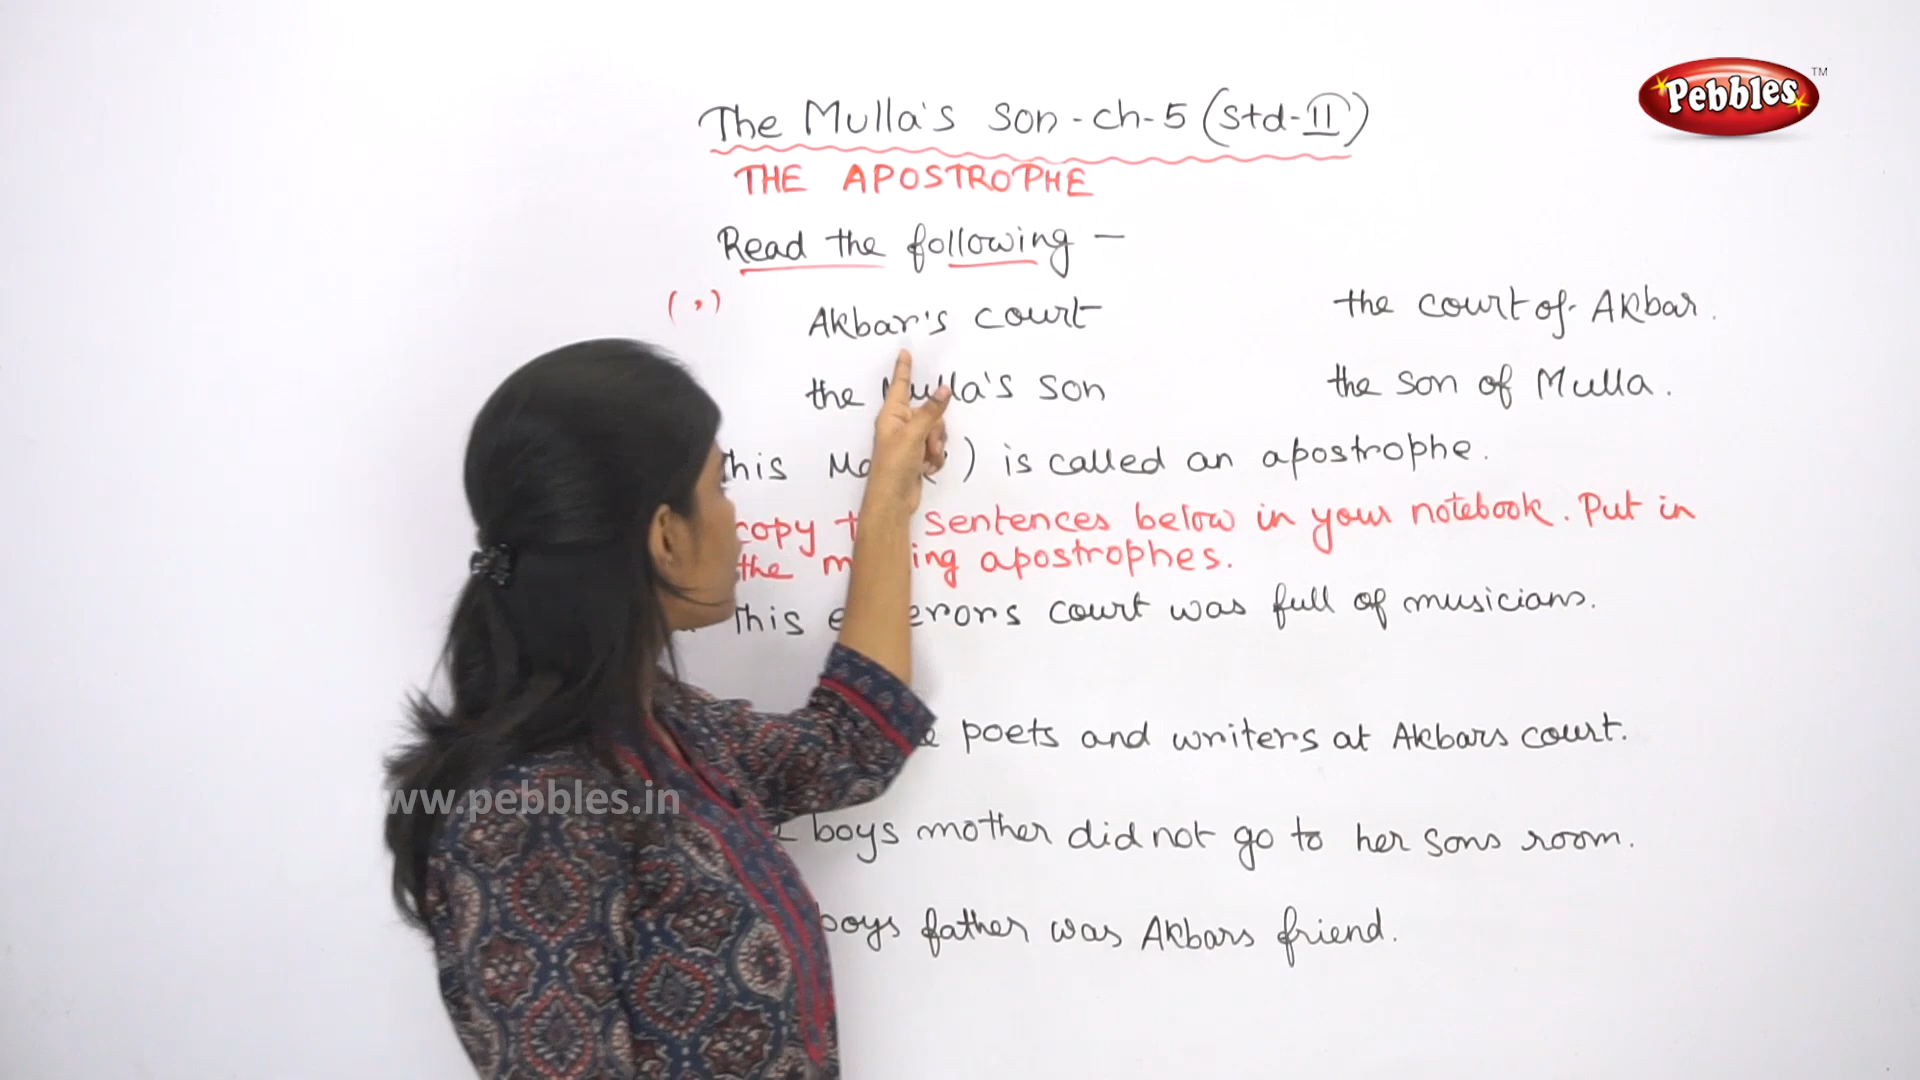 The Mulla's son - ch - 5 (std - II)
THE APOSTROPHE
Read the following —
(,)
Akbar's court the court of Akbar.
the Mulla's son the son of Mulla.
is called an apostrophe.
copy sentences below in your notebook. Put in
the apostrophes.
This court was full of musicians.
poets and writers at Akbars court.
boys mother did not go to her sons room.
boys father was Akbars friend.
Pebbles TM
www.pebbles.in